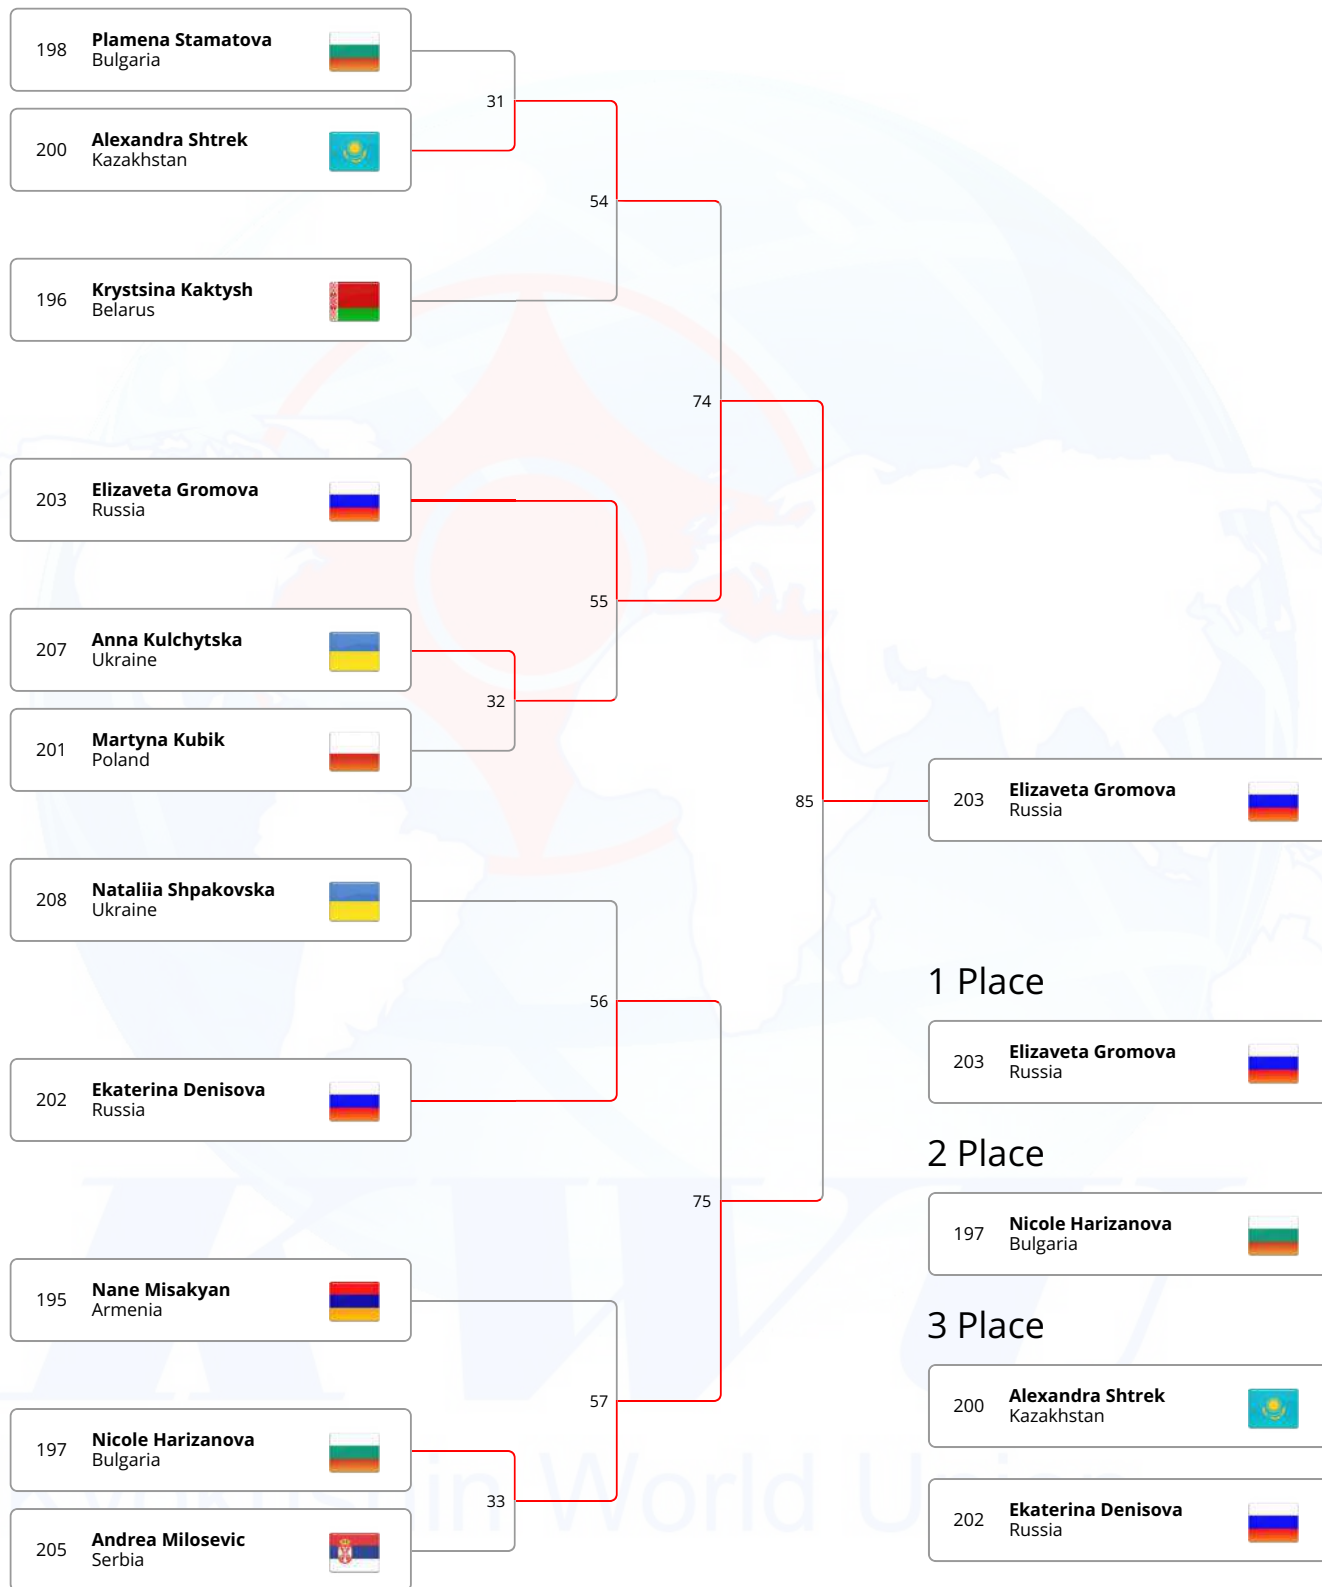 198 Plamena Stamatova
Bulgaria
31
200 Alexandra Shtrek
Kazakhstan
54
196 Krystsina Kaktysh
Belarus
74
203 Elizaveta Gromova
Russia
55
207 Anna Kulchytska
Ukraine
32
201 Martyna Kubik
Poland
85
203 Elizaveta Gromova
Russia
208 Nataliia Shpakovska
Ukraine
56
202 Ekaterina Denisova
Russia
75
195 Nane Misakyan
Armenia
57
197 Nicole Harizanova
Bulgaria
33
205 Andrea Milosevic
Serbia
1 Place
203 Elizaveta Gromova
Russia
2 Place
197 Nicole Harizanova
Bulgaria
3 Place
200 Alexandra Shtrek
Kazakhstan
202 Ekaterina Denisova
Russia
KWU
World